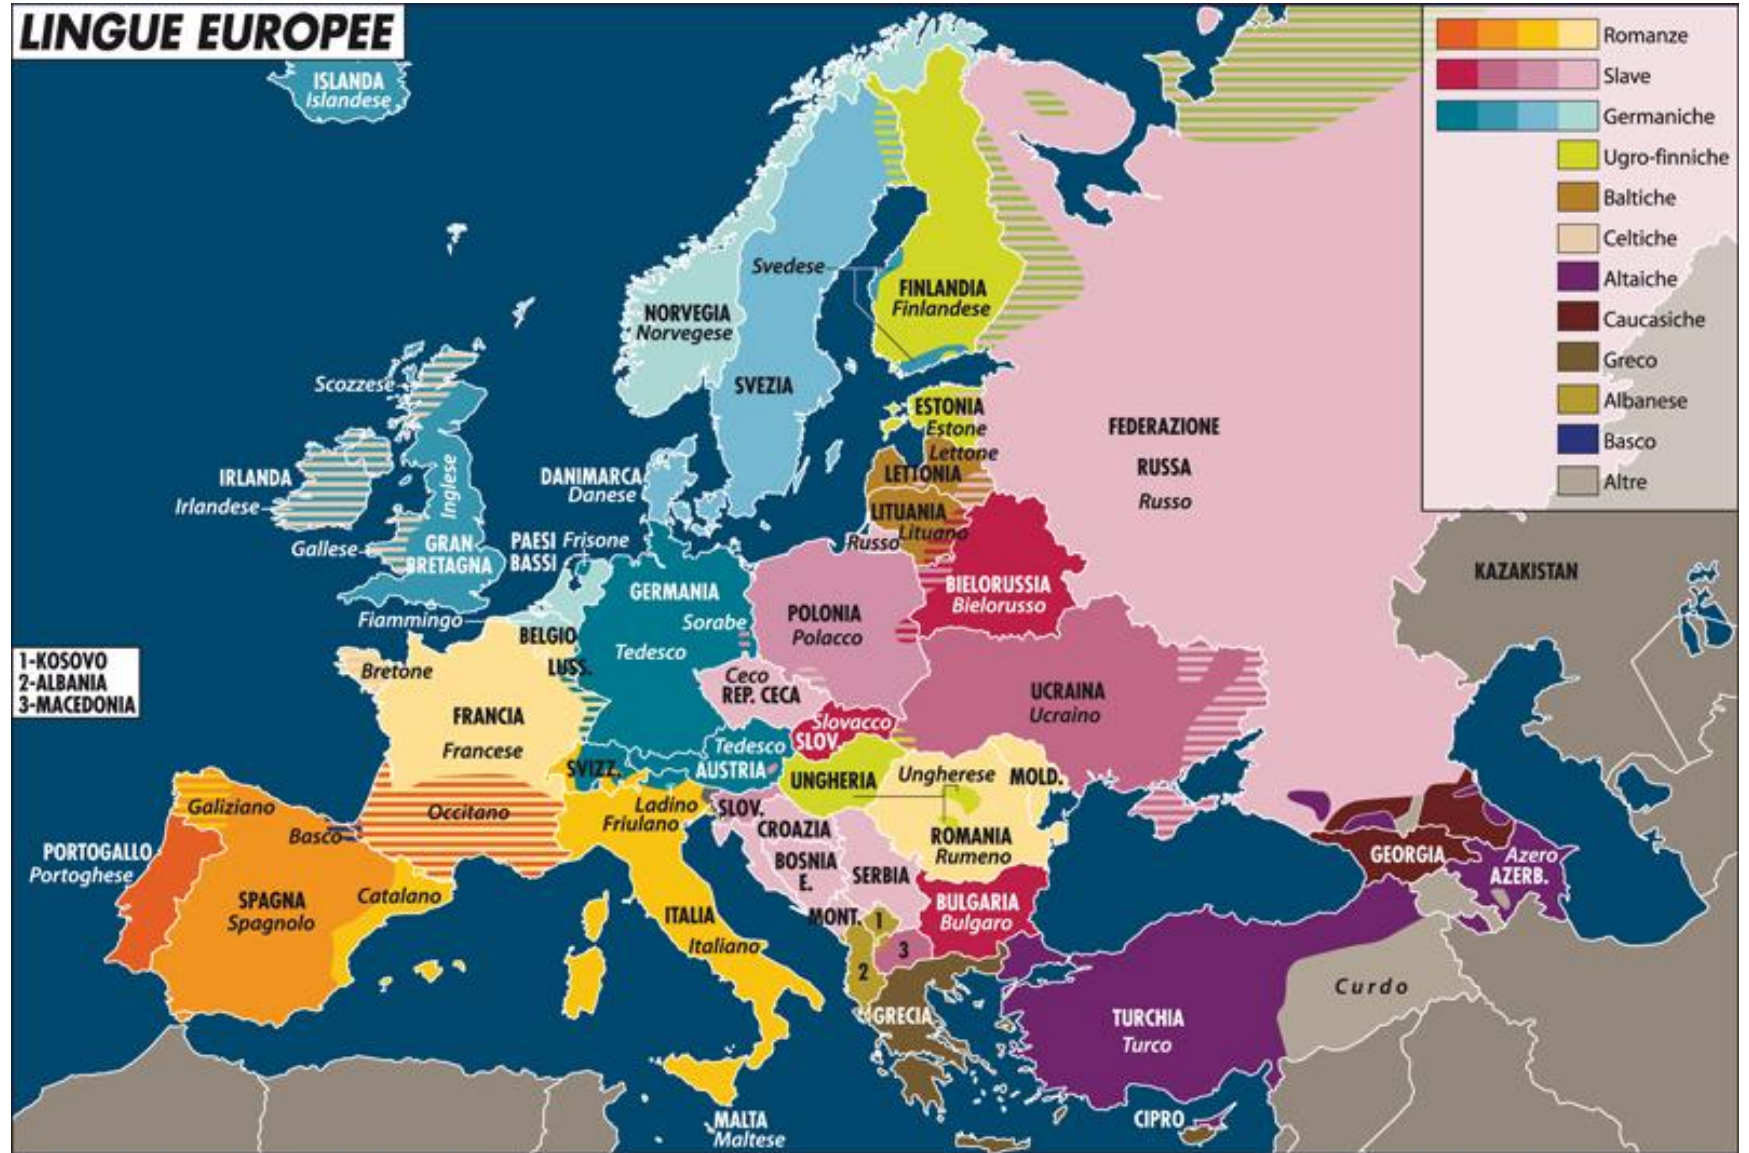 LINGUE EUROPEE
Romanze
Slave
Germaniche
Ugro-finniche
Baltiche
Celtiche
Altaiche
Caucasiche
Greco
Albanese
Basco
Altre
ISLANDA
Islandese
Svedese
FINLANDIA
Finlandese
NORVEGIA
Norvegese
SVEZIA
Scozzese
ESTONIA
Estone
Lettone
LETTONIA
FEDERAZIONE
RUSSA
Russo
IRLANDA
Irlandese
Inglese
DANIMARCA
Danese
LITUANIA
Lituano
Russo
Gallese
GRAN
BRETAGNA
PAESI
BASSI
Frisone
GERMANIA
Sorabe
Tedesco
POLONIA
Polacco
BIELORUSSIA
Bielorusso
KAZAKISTAN
Fiammingo
BELGIO
LUSS.
1-KOSOVO
2-ALBANIA
3-MACEDONIA
Bretone
Ceco
REP. CECA
UCRAINA
Ucraino
FRANCIA
Francese
Slovacco
SLOV.
Tedesco
AUSTRIA
SVIZZ.
UNGHERIA
Ungherese
MOLD.
Galiziano
Occitano
Ladino
Friulano
SLOV.
CROAZIA
Basco
ROMANIA
Rumeno
PORTOGALLO
Portoghese
BOSNIA
E.
SERBIA
GEORGIA
Azero
AZERB.
SPAGNA
Spagnolo
Catalano
ITALIA
Italiano
MONT.
1
2
3
BULGARIA
Bulgaro
Curdo
GRECIA
TURCHIA
Turco
MALTA
Maltese
CIPRO